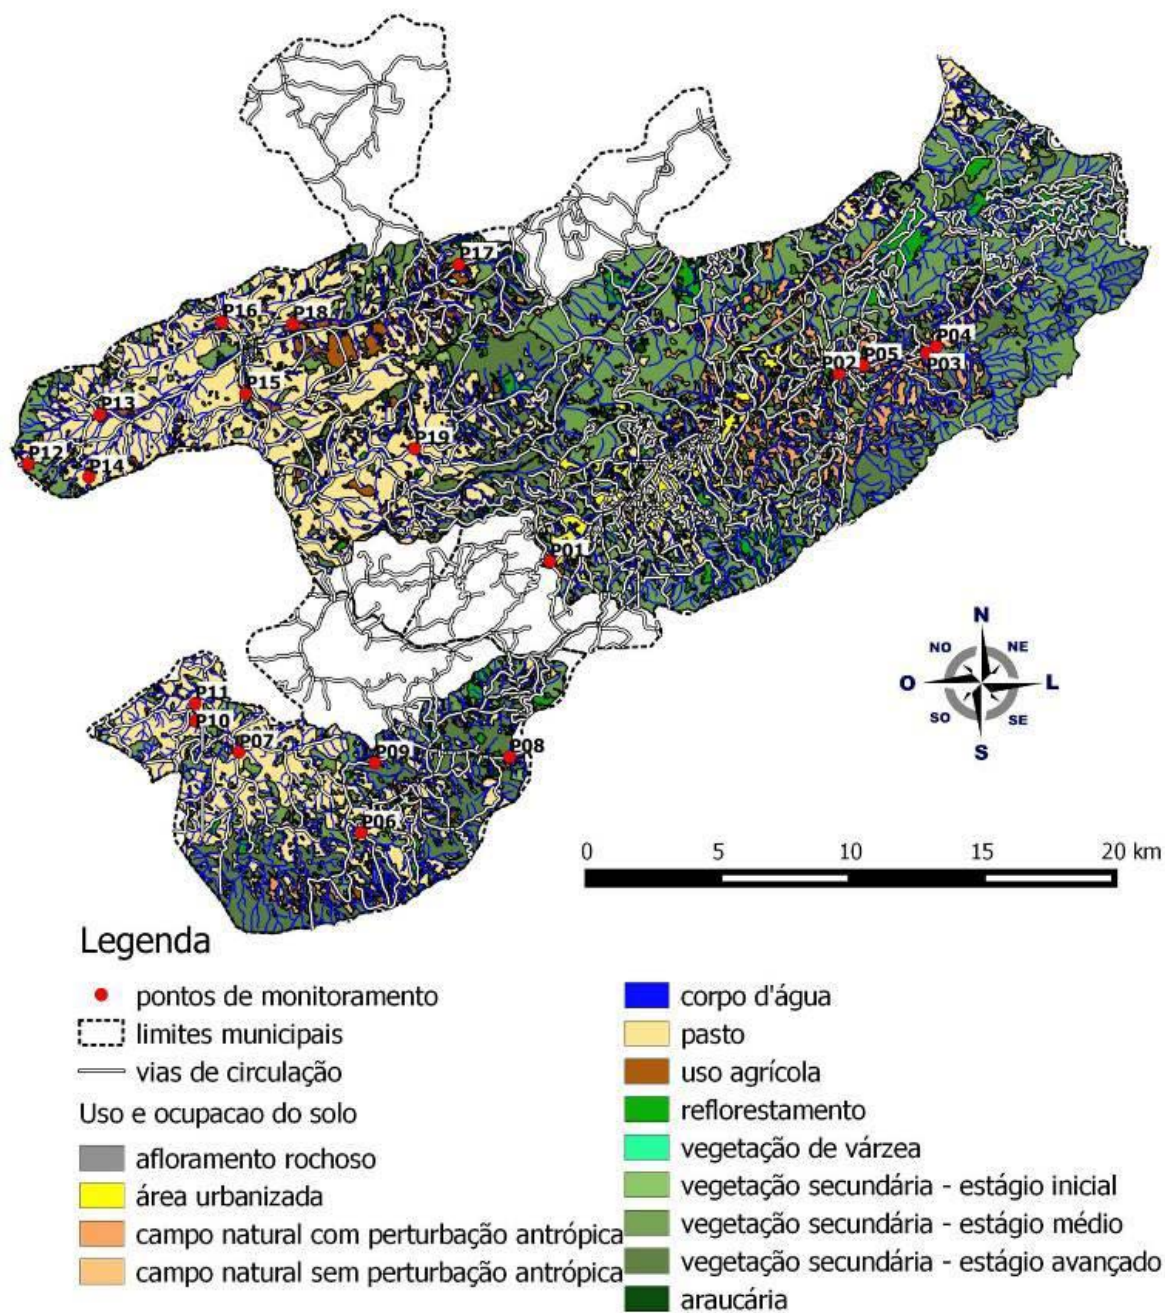 P17
P16
P18
P04
P05
P02
P03
P15
P13
P19
P12
P14
P01
N
NO
NE
O
L
SO
SE
S
P11
P10
P07
P09
P08
P06
0 5 10 15 20 km
Legenda
pontos de monitoramento
limites municipais
vias de circulação
Uso e ocupacao do solo
afloramento rochoso
área urbanizada
campo natural com perturbação antrópica
campo natural sem perturbação antrópica
corpo d'água
pasto
uso agrícola
reflorestamento
vegetação de várzea
vegetação secundária - estágio inicial
vegetação secundária - estágio médio
vegetação secundária - estágio avançado
araucária